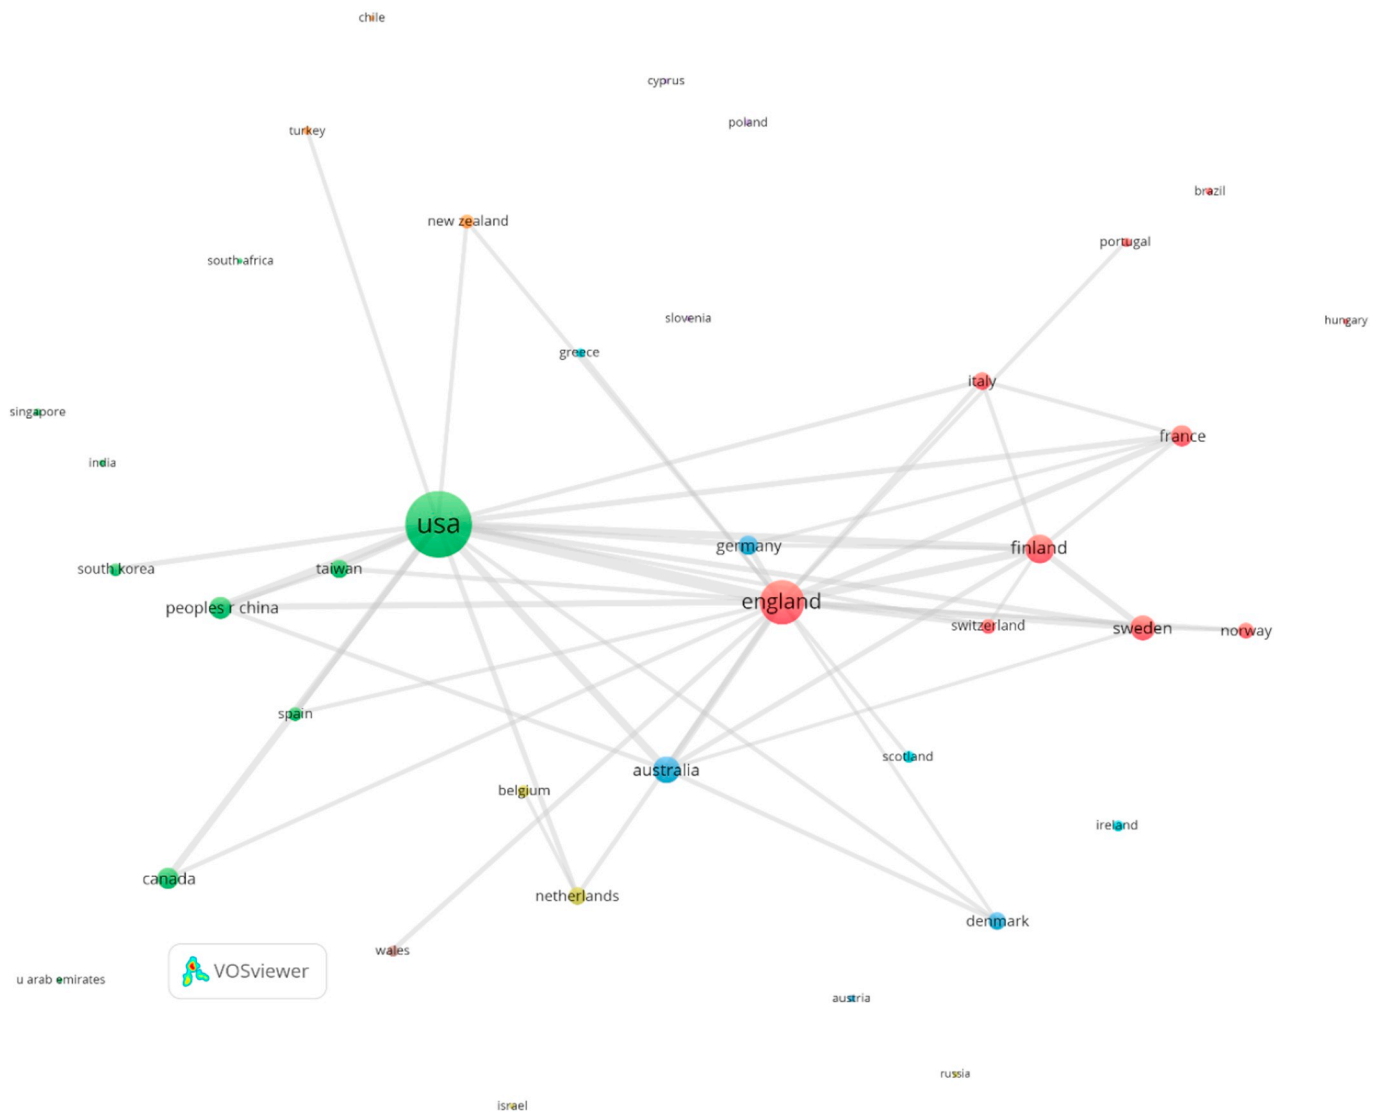 chile
cyprus
poland
turkey
brazil
new zealand
portugal
south africa
slovenia
hungary
greece
italy
singapore
france
india
usa
germany
finland
south korea
taiwan
england
peoples r china
switzerland
sweden
norway
spain
scotland
australia
belgium
ireland
canada
netherlands
denmark
wales
VOSviewer
u arab emirates
austria
russia
israel